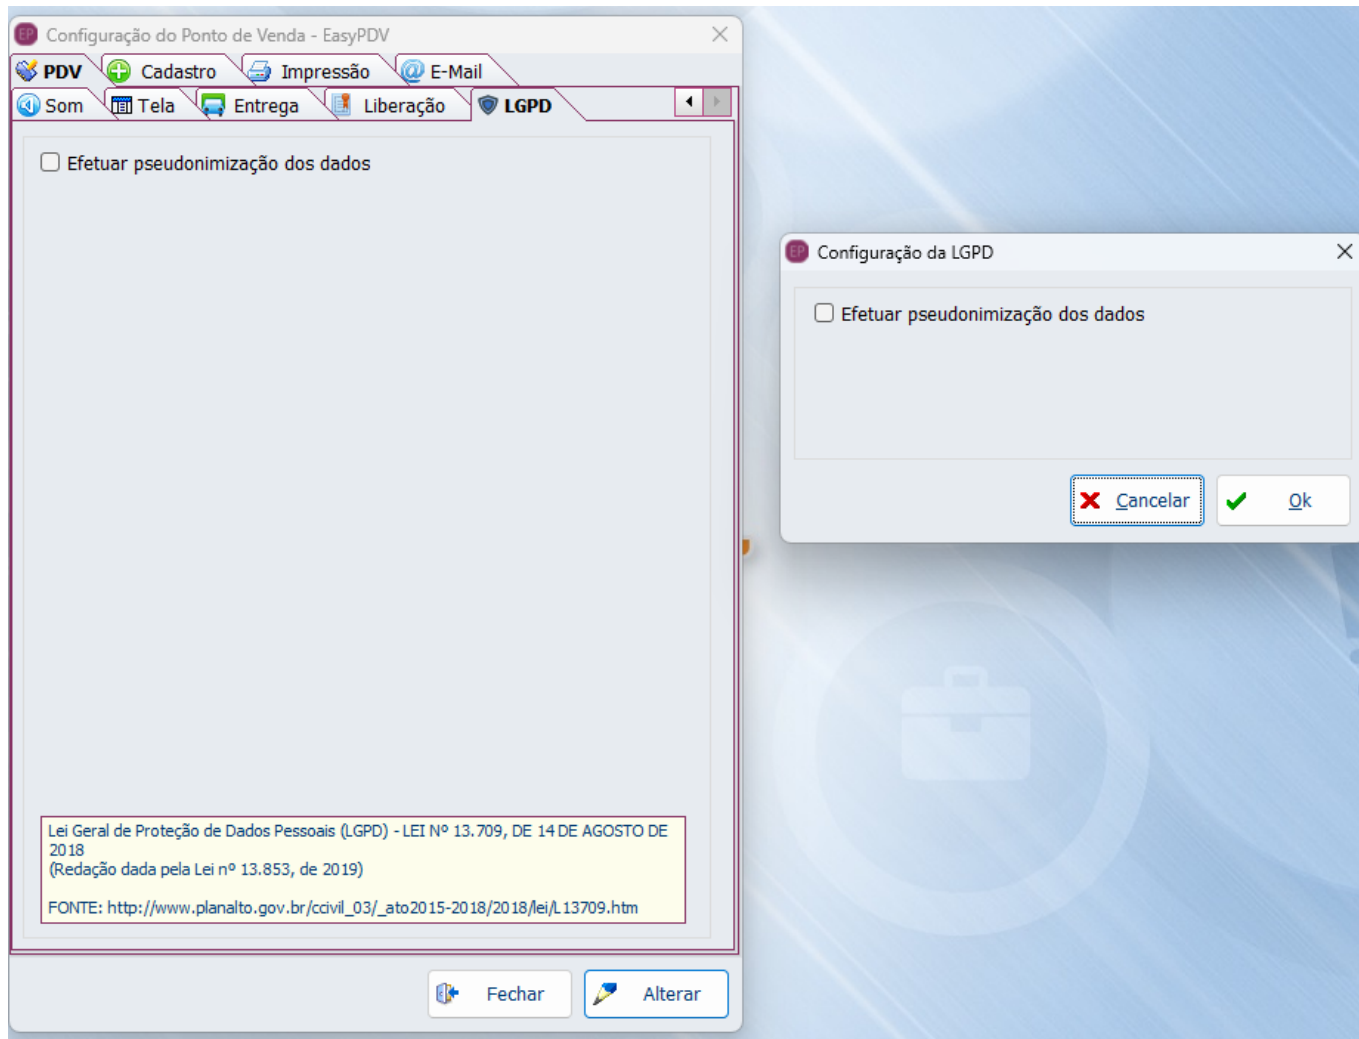 EP Configuração do Ponto de Venda - EasyPDV
PDV Cadastro Impressão E-Mail
Som Tela Entrega Liberação LGPD
Efetuar pseudonimização dos dados
Lei Geral de Proteção de Dados Pessoais (LGPD) - LEI Nº 13.709, DE 14 DE AGOSTO DE
2018
(Redação dada pela Lei nº 13.853, de 2019)
FONTE: http://www.planalto.gov.br/ccivil_03/_ato2015-2018/2018/lei/L13709.htm
Fechar Alterar
EP Configuração da LGPD
Efetuar pseudonimização dos dados
Cancelar Ok